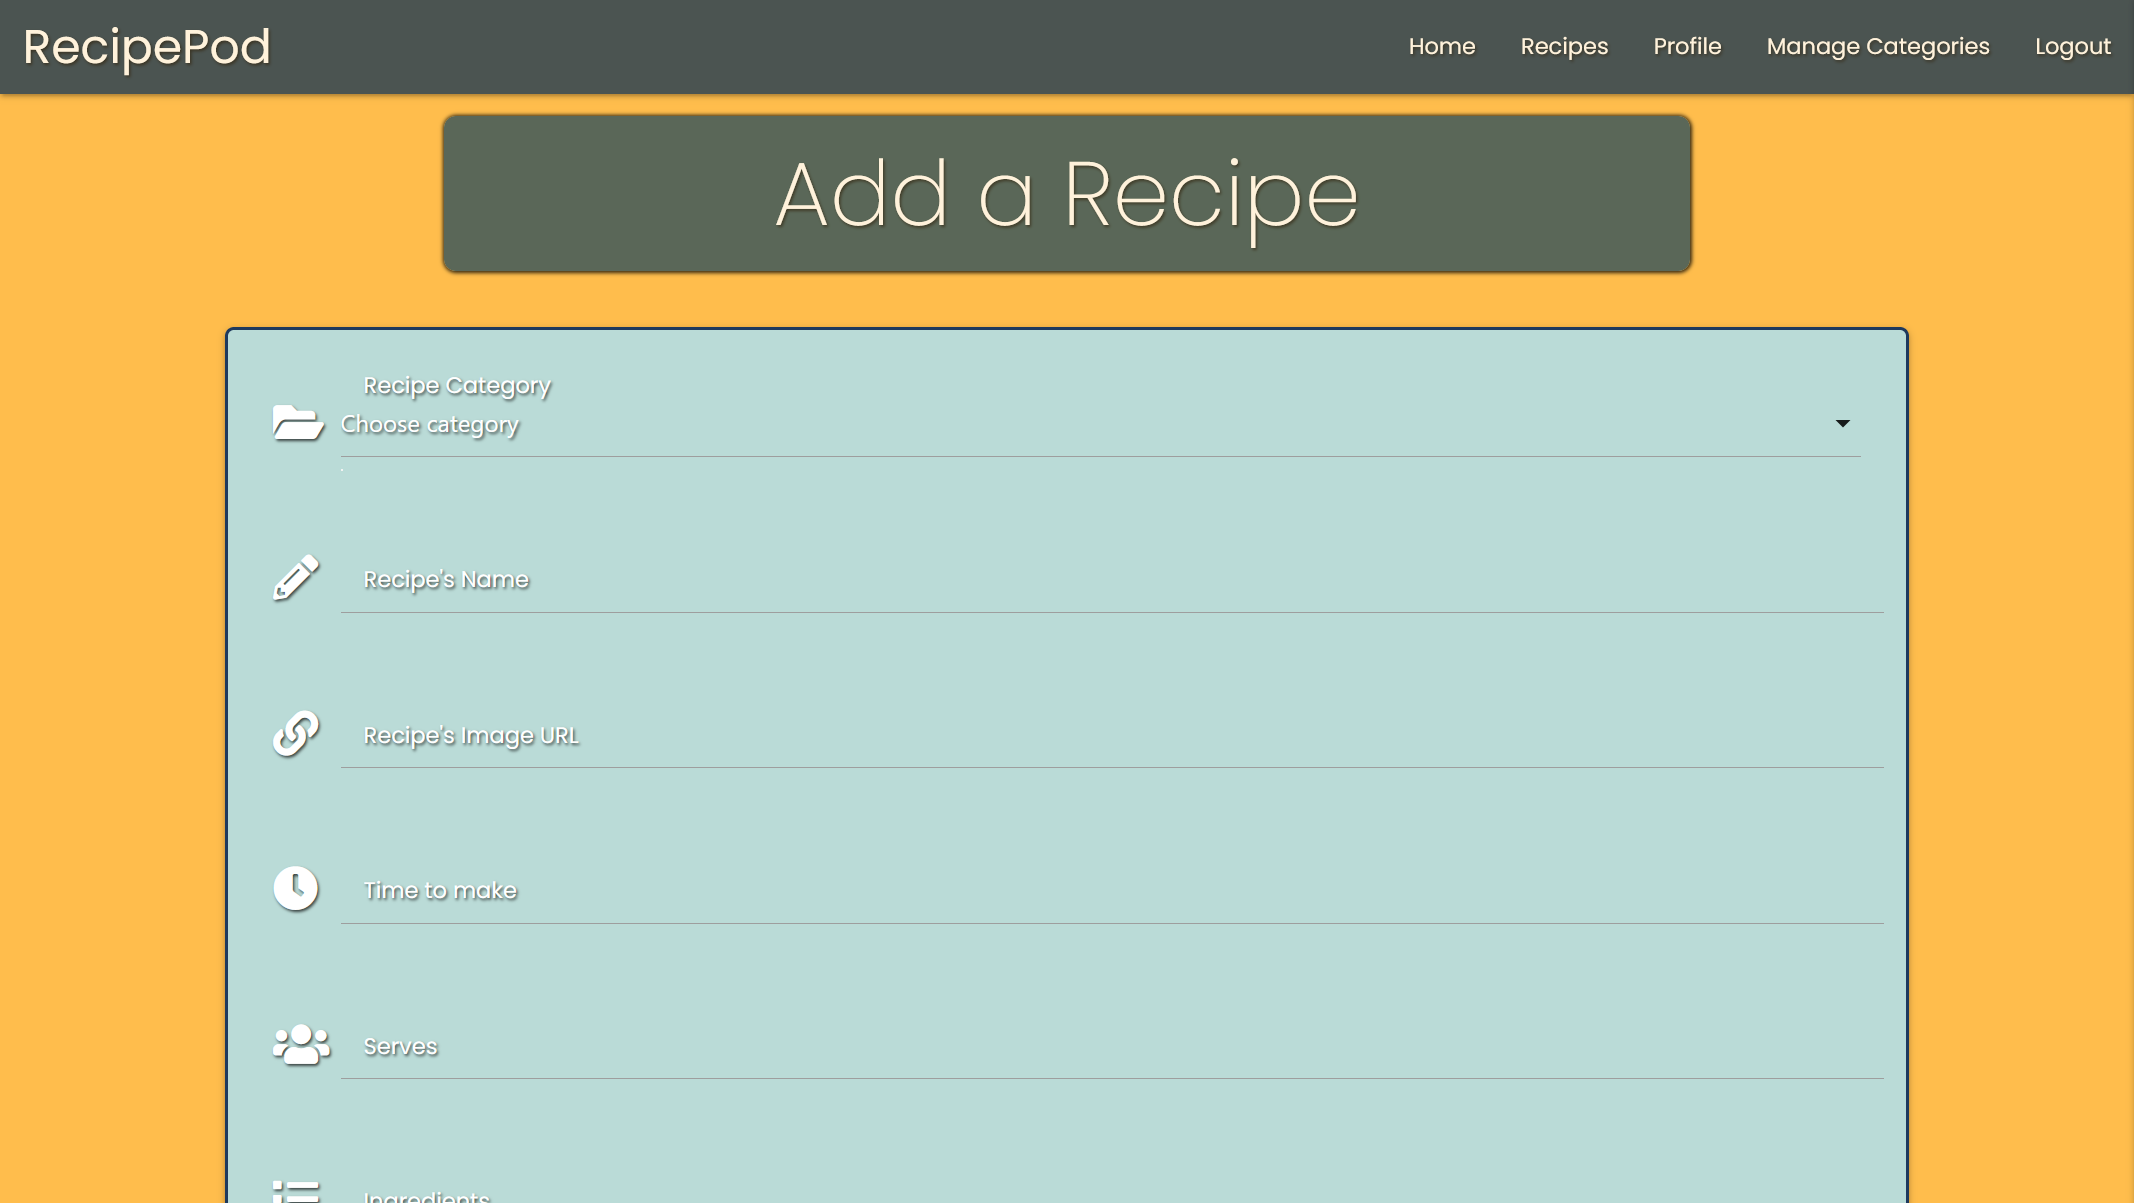 RecipePod
Home Recipes Profile Manage Categories Logout
Add a Recipe
Recipe Category
Choose category
Recipe's Name
Recipe's Image URL
Time to make
Serves
Ingredients